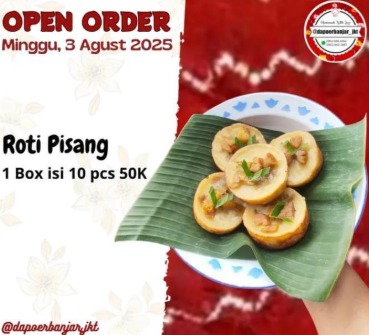 OPEN ORDER
Minggu, 3 Agust 2025
@dapoerbanjar_jkt
Roti Pisang
1 Box isi 10 pcs 50K
@dapoerbanjar.jkt